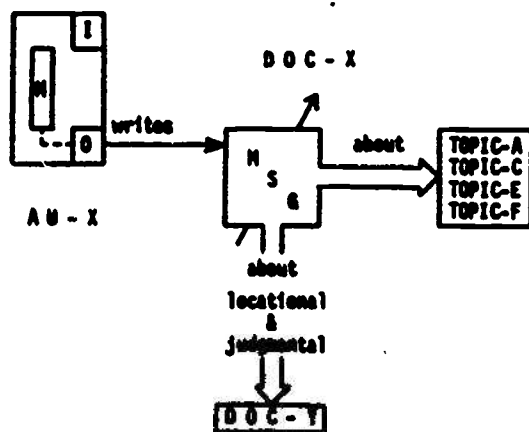 I
DOC-X
M
O
writes
about
TOPIC-A
TOPIC-C
TOPIC-E
TOPIC-F
M
S
G
AU-X
about
locational
&
judgmental
DOC-Y